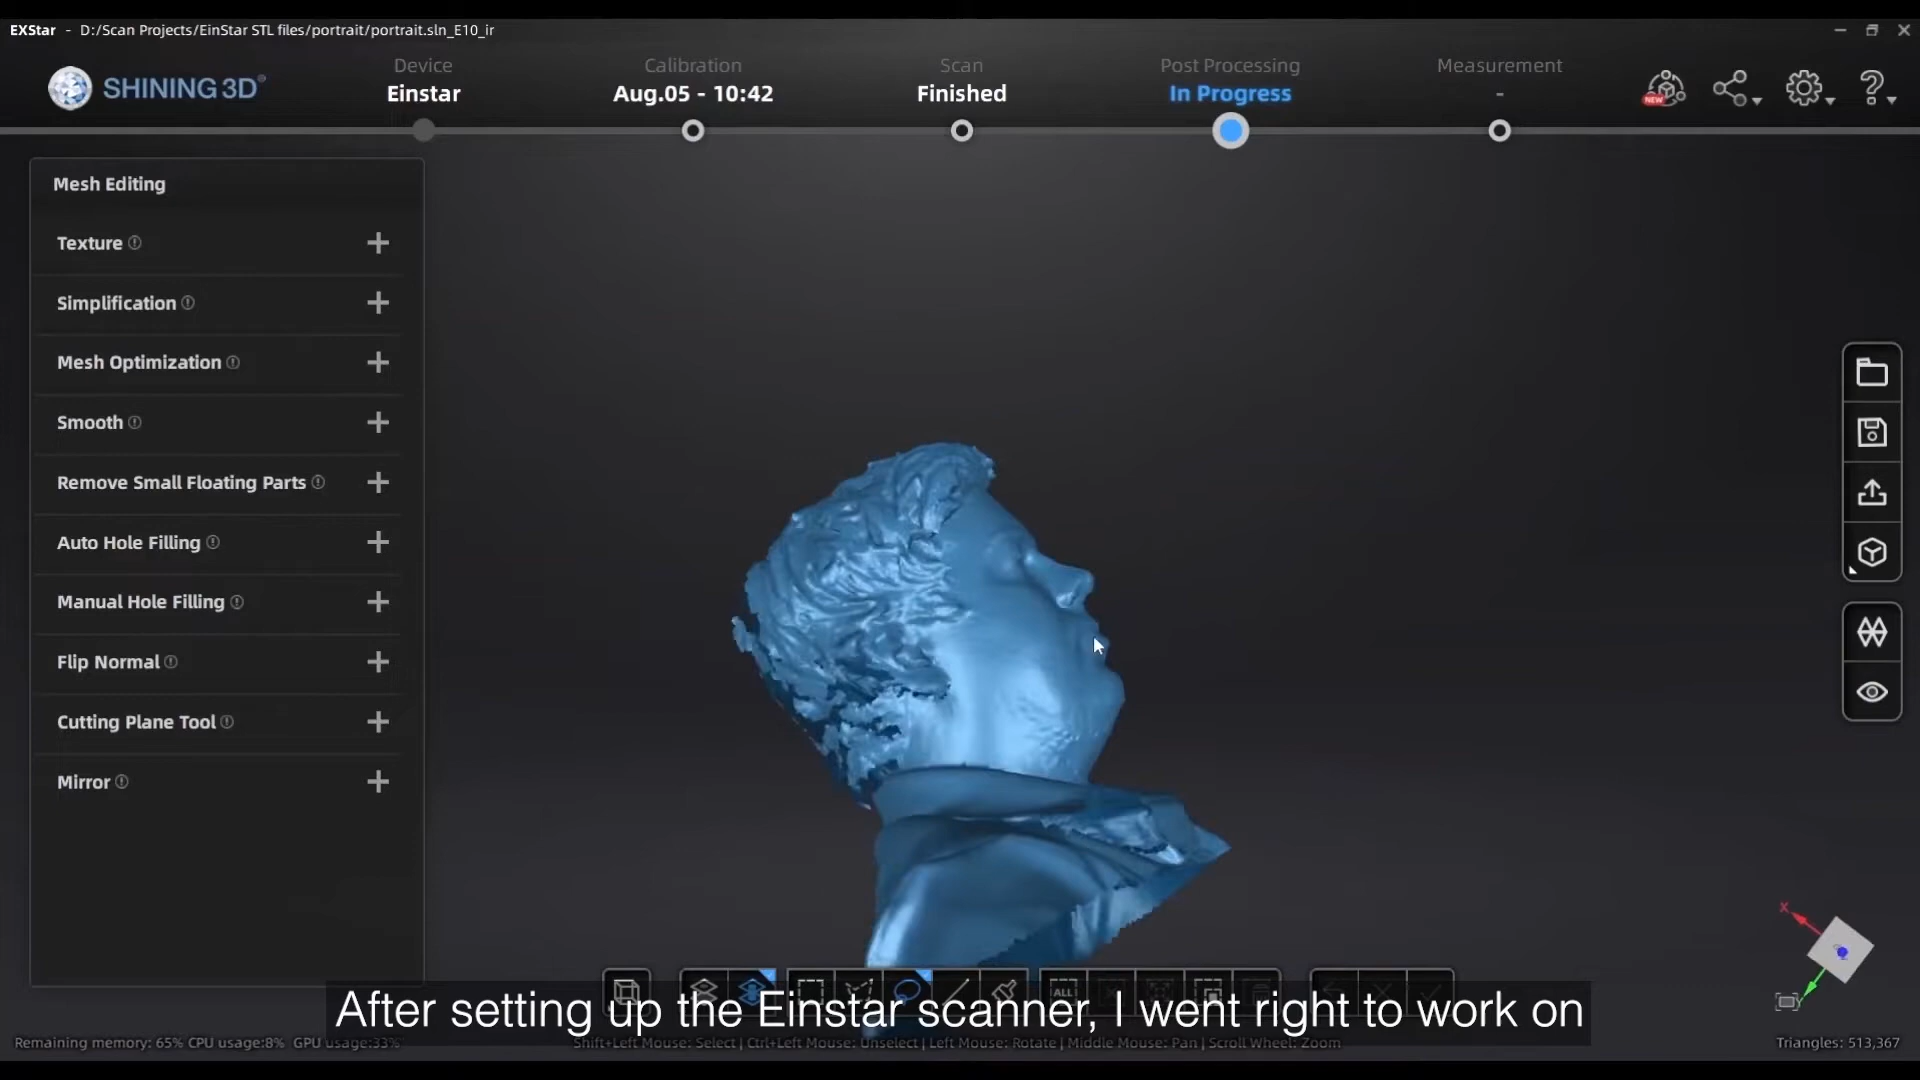 EXStar - D:/Scan Projects/EinStar STL files/portrait/portrait.sln_E10_ir
SHINING 3D®
Device
Einstar
Calibration
Aug.05 - 10:42
Scan
Finished
Post Processing
In Progress
Measurement
-
NEW
Mesh Editing
Texture
Simplification
Mesh Optimization
Smooth
Remove Small Floating Parts
Auto Hole Filling
Manual Hole Filling
Flip Normal
Cutting Plane Tool
Mirror
X
Y
ALL
After setting up the Einstar scanner, I went right to work on
Remaining memory: 65% CPU usage:8% GPU usage:33%
Shift+Left Mouse: Select | Ctrl+Left Mouse: Unselect | Left Mouse: Rotate | Middle Mouse: Pan | Scroll Wheel: Zoom
Triangles: 513,367